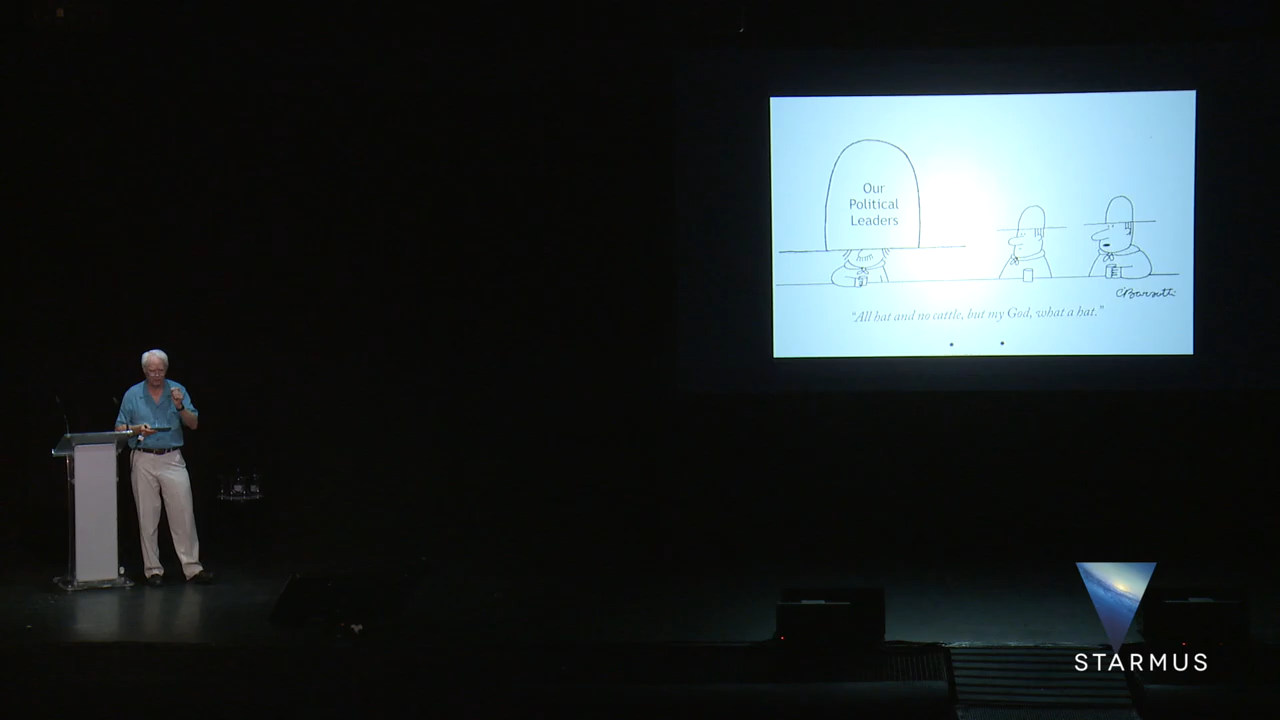 Our
Political
Leaders
CBarsotti
"All hat and no cattle, but my God, what a hat."
STARMUS